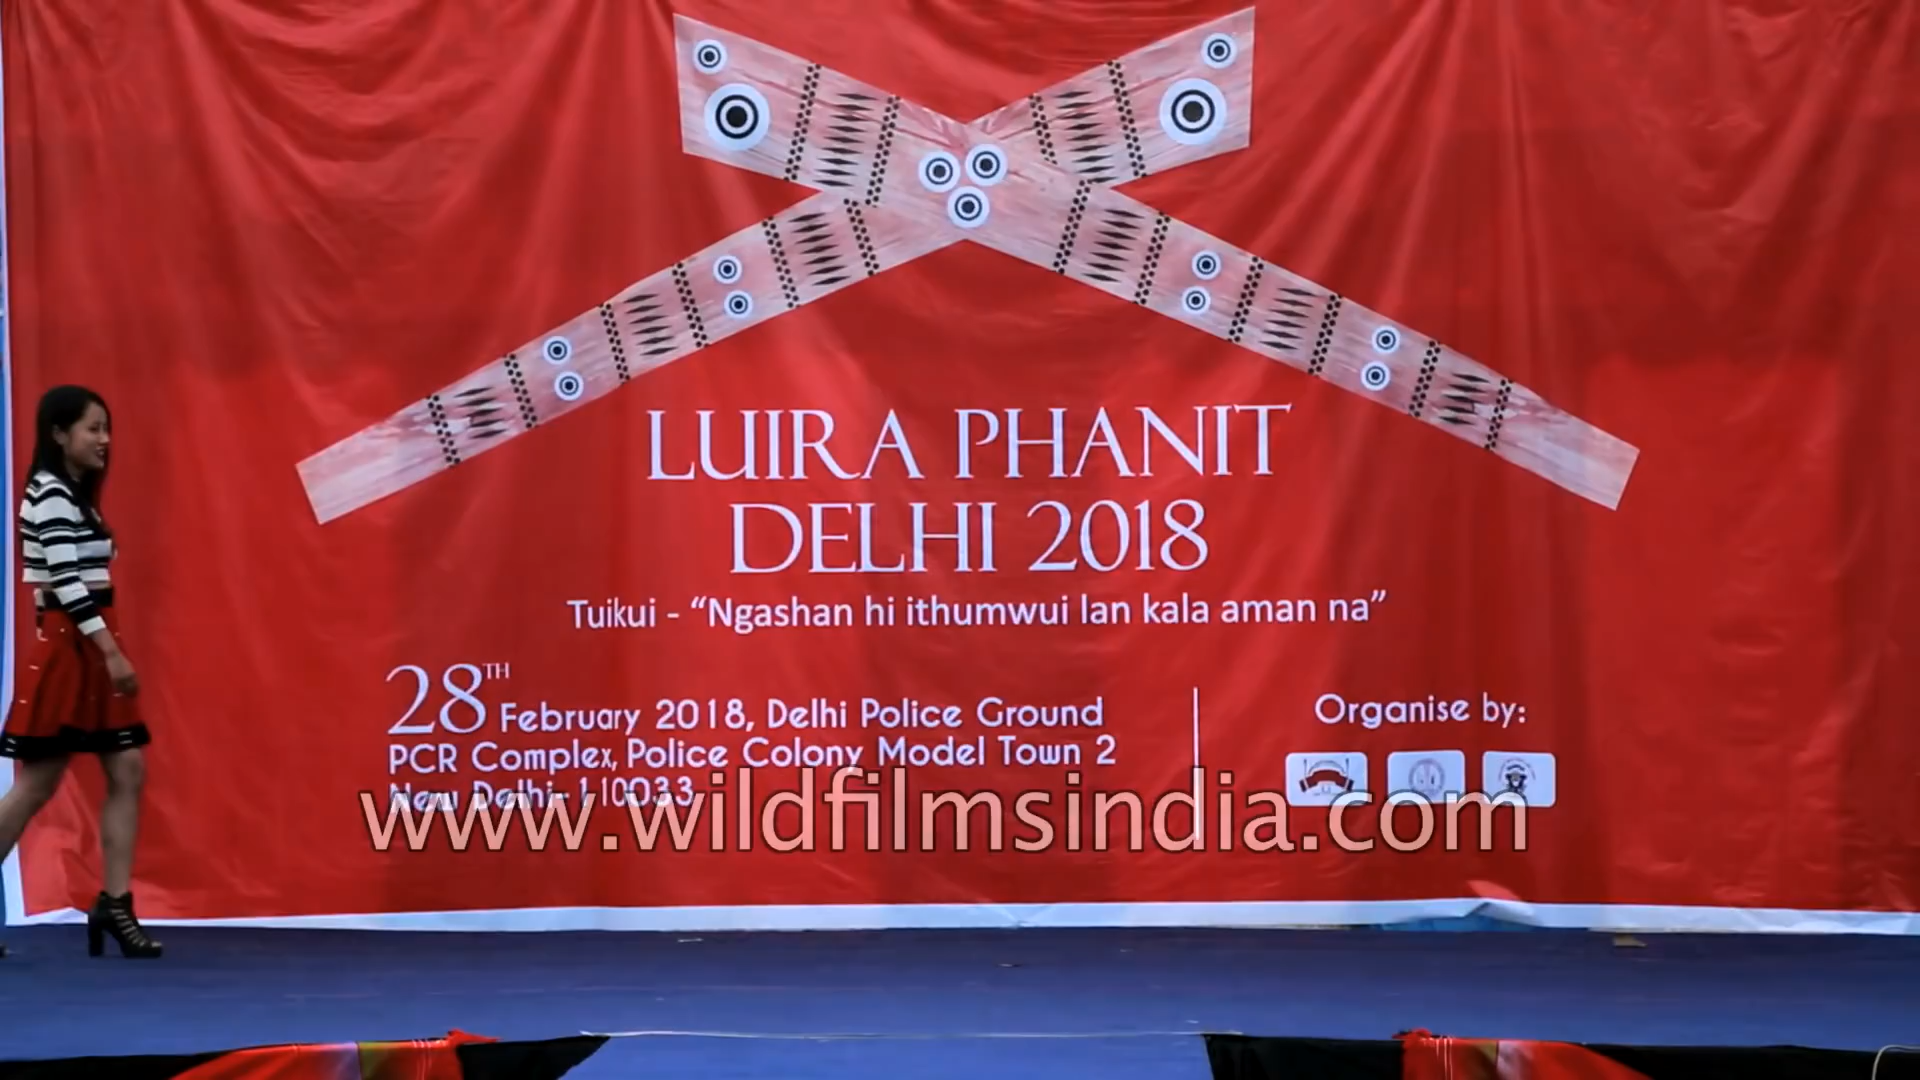 LUIRA PHANIT
DELHI 2018
Tuikui - “Ngashan hi ithumwui lan kala aman na”
28TH February 2018, Delhi Police Ground
PCR Complex, Police Colony Model Town 2
New Delhi-110033
Organise by:
www.wildfilmsindia.com